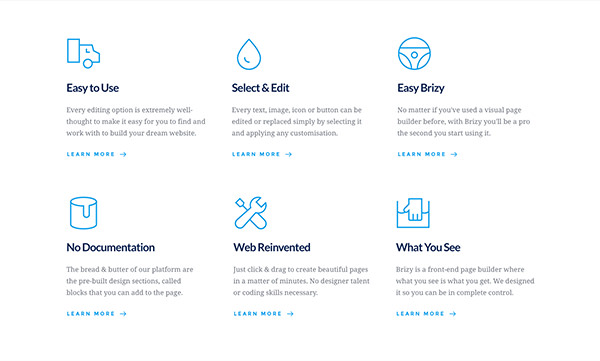 Easy to Use
Every editing option is extremely well-
thought to make it easy for you to find and
work with to build your dream website.
LEARN MORE
Select & Edit
Every text, image, icon or button can be
edited or replaced simply by selecting it
and applying any customisation.
LEARN MORE
Easy Brizy
No matter if you've used a visual page
builder before, with Brizy you'll be a pro
the second you start using it.
LEARN MORE
No Documentation
The bread & butter of our platform are
the pre-built design sections, called
blocks that you can add to the page.
LEARN MORE
Web Reinvented
Just click & drag to create beautiful pages
in a matter of minutes. No designer talent
or coding skills necessary.
LEARN MORE
What You See
Brizy is a front-end page builder where
what you see is what you get. We designed
it so you can be in complete control.
LEARN MORE